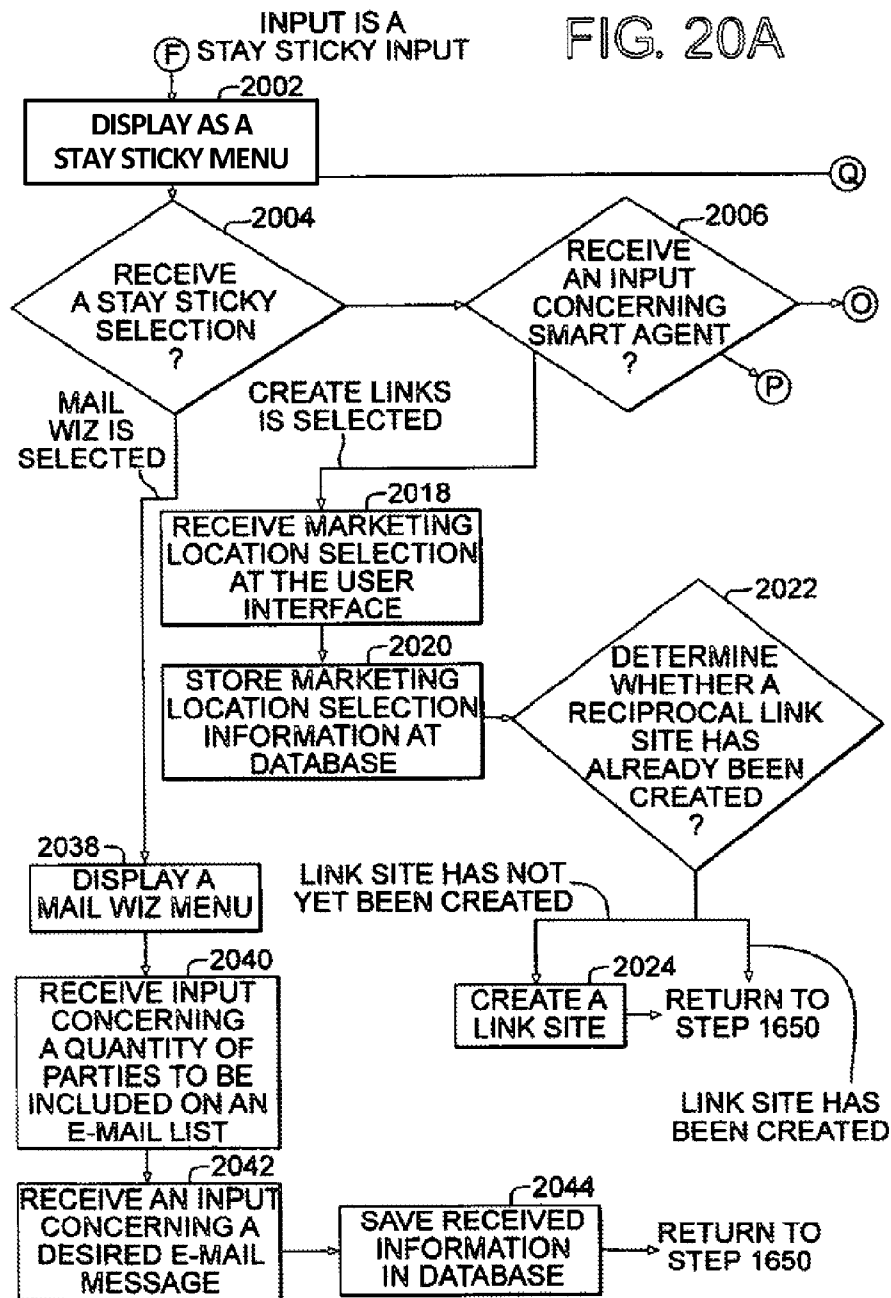 INPUT IS A
STAY STICKY INPUT
FIG. 20A
F
2002
DISPLAY AS A
STAY STICKY MENU
Q
2004
RECEIVE
A STAY STICKY
SELECTION
?
2006
RECEIVE
AN INPUT
CONCERNING
SMART AGENT
?
O
P
MAIL
WIZ IS
SELECTED
CREATE LINKS
IS SELECTED
2018
RECEIVE MARKETING
LOCATION SELECTION
AT THE USER
INTERFACE
2020
STORE MARKETING
LOCATION SELECTION
INFORMATION AT
DATABASE
2022
DETERMINE
WHETHER A
RECIPROCAL LINK
SITE HAS
ALREADY BEEN
CREATED
?
LINK SITE HAS NOT
YET BEEN CREATED
2024
CREATE A
LINK SITE
RETURN TO
STEP 1650
LINK SITE HAS
BEEN CREATED
2038
DISPLAY A
MAIL WIZ MENU
2040
RECEIVE INPUT
CONCERNING
A QUANTITY OF
PARTIES TO BE
INCLUDED ON AN
E-MAIL LIST
2042
RECEIVE AN INPUT
CONCERNING A
DESIRED E-MAIL
MESSAGE
2044
SAVE RECEIVED
INFORMATION
IN DATABASE
RETURN TO
STEP 1650